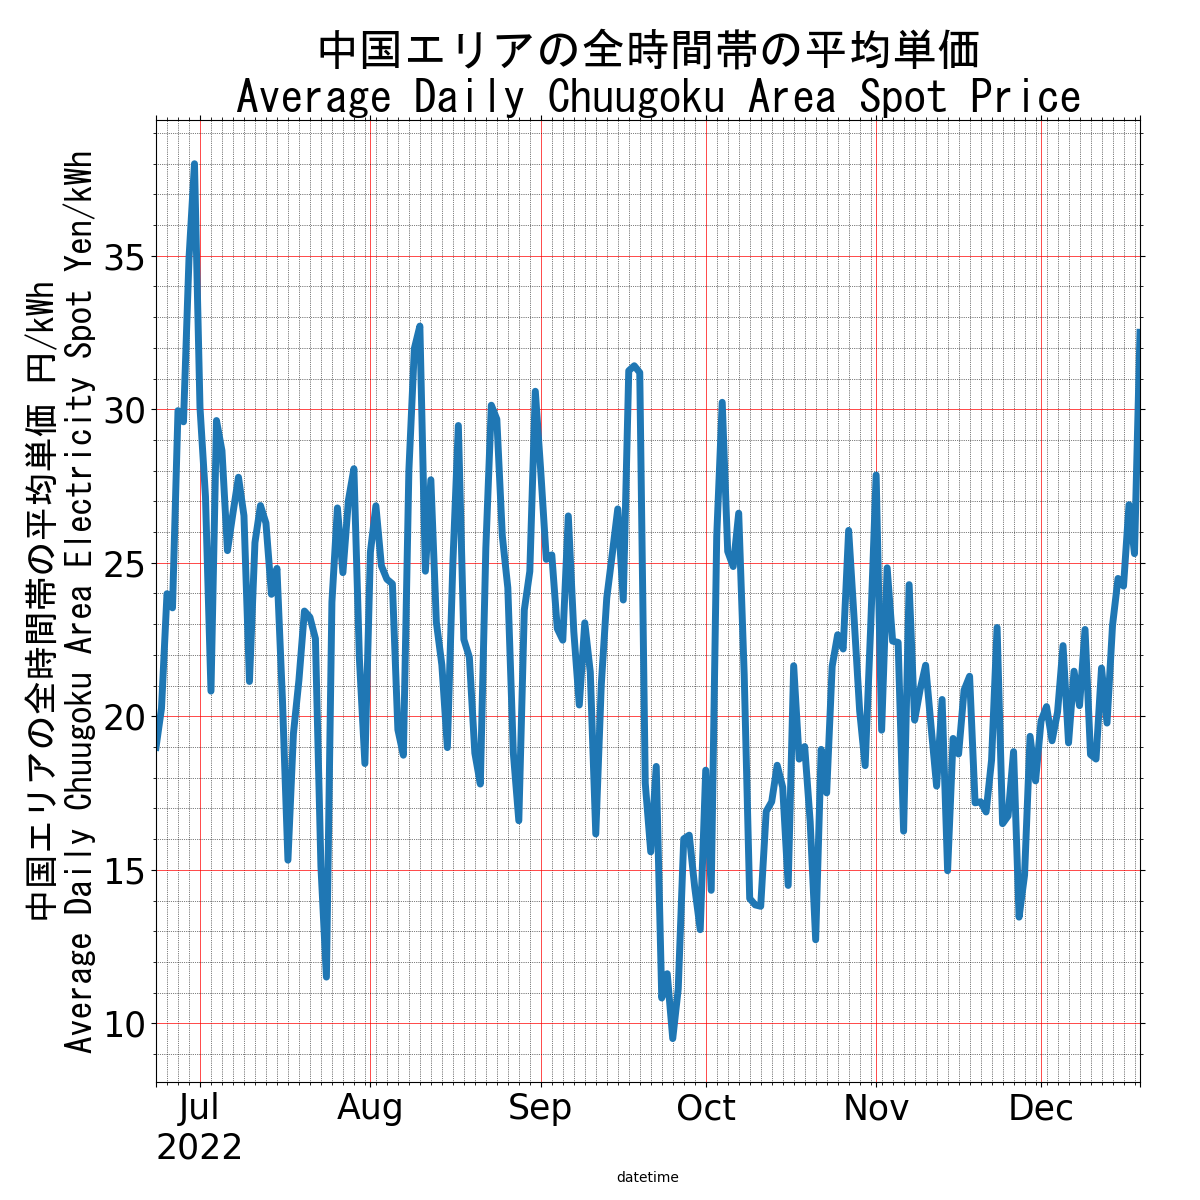 中国エリアの全時間帯の平均単価
Average Daily Chuugoku Area Spot Price
中国エリアの全時間帯の平均単価 円/kWh
Average Daily Chuugoku Area Electricity Spot Yen/kWh
35
30
25
20
15
10
Jul
2022
Aug
Sep
Oct
Nov
Dec
datetime